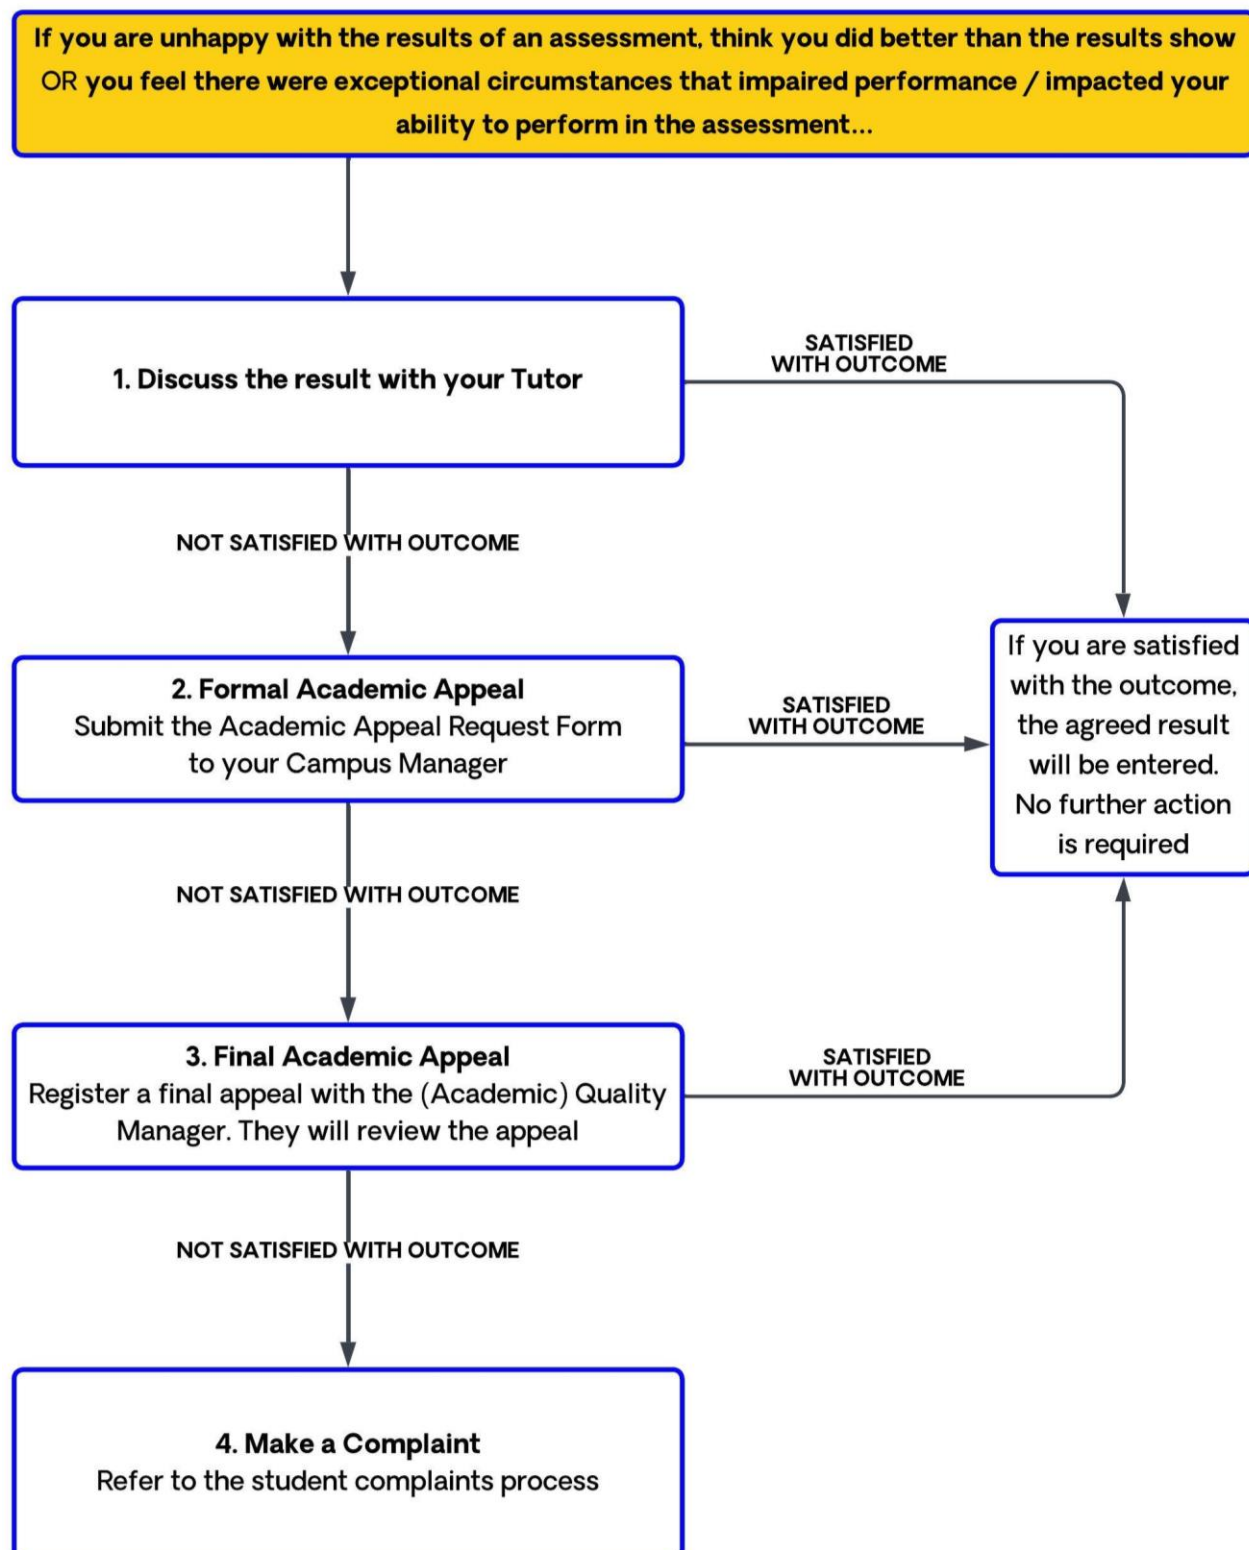 If you are unhappy with the results of an assessment, think you did better than the results show
OR you feel there were exceptional circumstances that impaired performance / impacted your
ability to perform in the assessment...
1. Discuss the result with your Tutor
SATISFIED
WITH OUTCOME
NOT SATISFIED WITH OUTCOME
If you are satisfied
with the outcome,
the agreed result
will be entered.
No further action
is required
2. Formal Academic Appeal
Submit the Academic Appeal Request Form
to your Campus Manager
SATISFIED
WITH OUTCOME
NOT SATISFIED WITH OUTCOME
3. Final Academic Appeal
Register a final appeal with the (Academic) Quality
Manager. They will review the appeal
SATISFIED
WITH OUTCOME
NOT SATISFIED WITH OUTCOME
4. Make a Complaint
Refer to the student complaints process